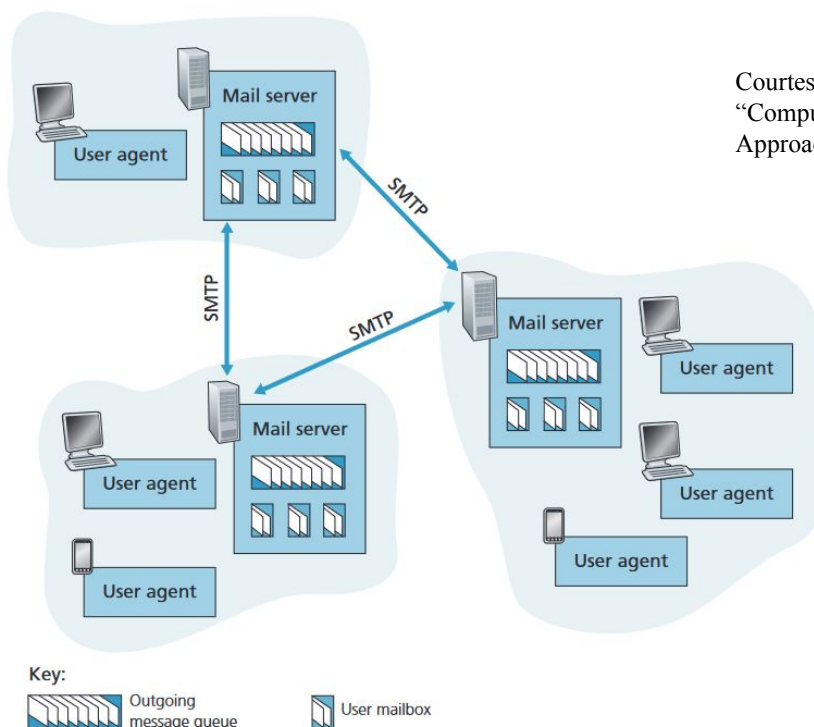 Courtes
"Compu
Approac
Mail server
User agent
SMTP
SMTP
SMTP
Mail server
User agent
User agent
User agent
Mail server
User agent
User agent
Key:
Outgoing
message queue
User mailbox